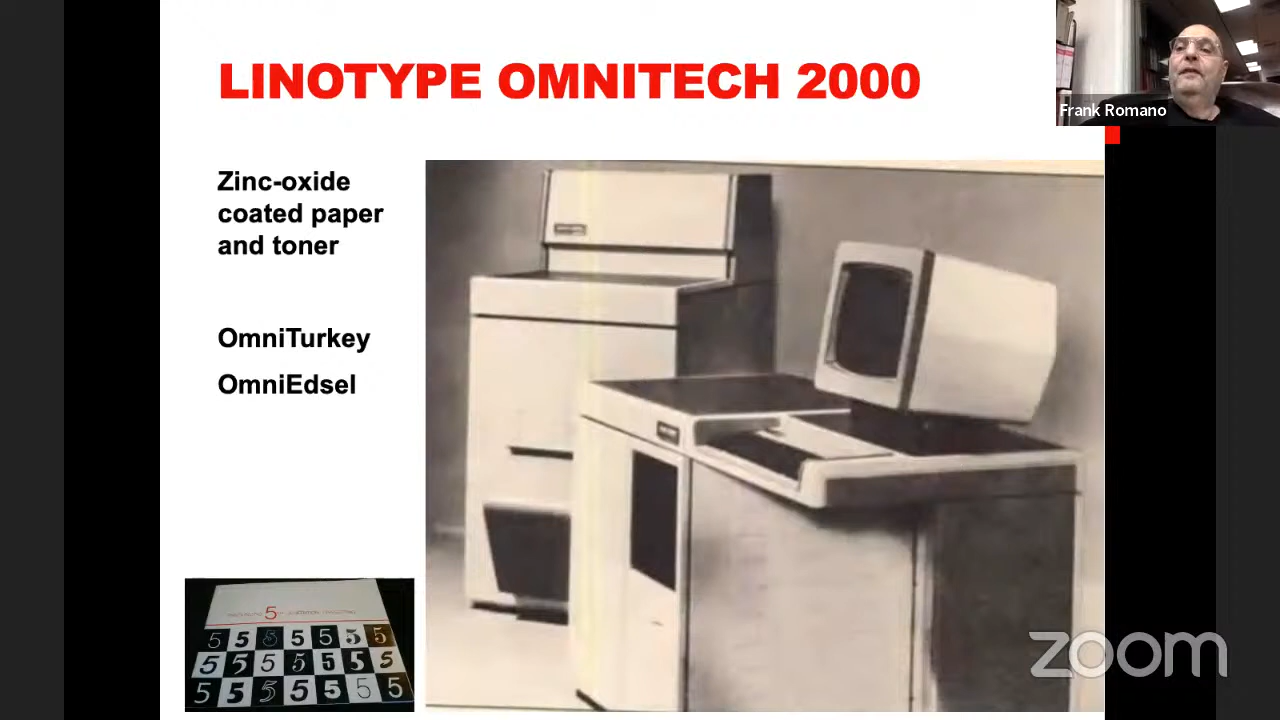 LINOTYPE OMNITECH 2000
Frank Romano
Zinc-oxide
coated paper
and toner
OmniTurkey
OmniEdsel
5
5 5 5 5 5 5 5
5 5 5 5 5 5 5
5 5 5 5 5 5 5
zoom